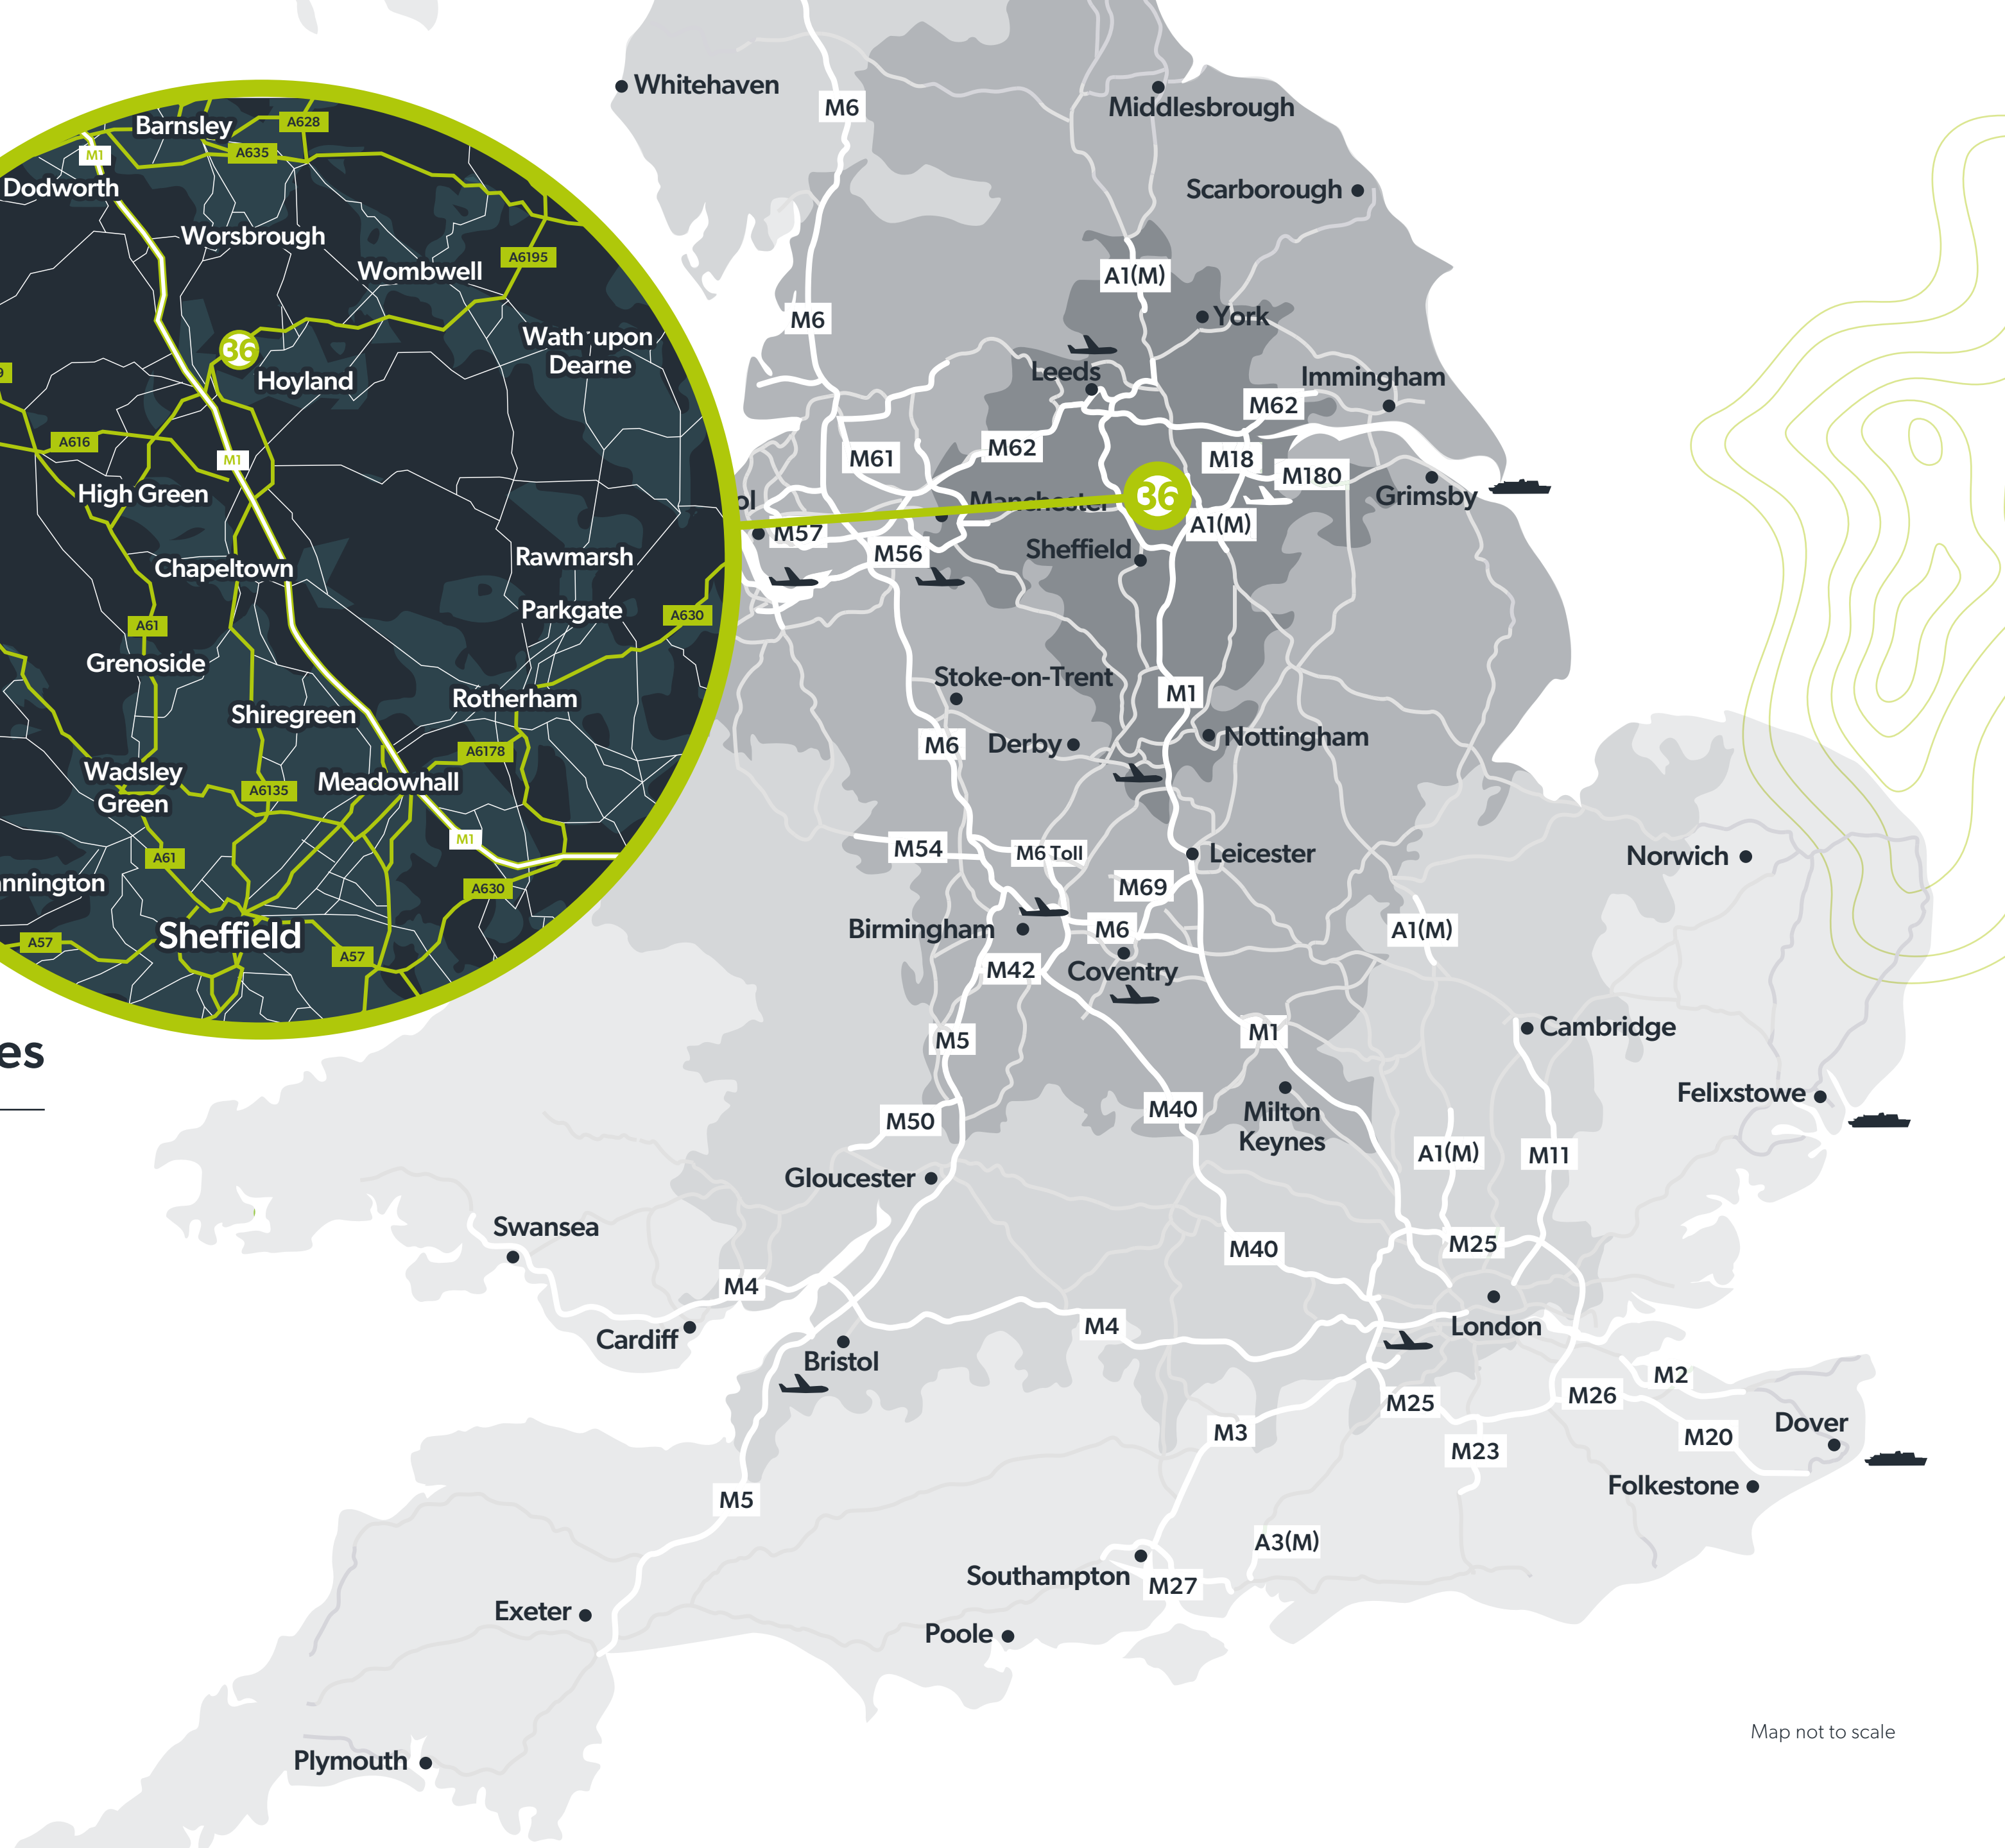 Whitehaven
M6
Middlesbrough
Scarborough
A1(M)
York
M6
Leeds
Immingham
M62
M62
M61
M18
M180
Grimsby
36
Manchester
A1(M)
M57
M56
Sheffield
Stoke-on-Trent
M1
M6
Derby
Nottingham
M54
M6 Toll
Leicester
Norwich
M69
Birmingham
M6
A1(M)
M42
Coventry
M5
M1
Cambridge
Felixstowe
M50
M40
Milton
Keynes
A1(M)
M11
Gloucester
Swansea
M40
M25
M4
Cardiff
M4
London
Bristol
M2
M25
M26
M3
M20
Dover
M23
Folkestone
M5
A3(M)
Southampton
M27
Exeter
Poole
Plymouth
Map not to scale
Barnsley
A628
M1
A635
Dodworth
Worsbrough
A6195
Wombwell
36
Wath upon
Dearne
Hoyland
A616
M1
High Green
Chapeltown
Rawmarsh
Parkgate
A61
A630
Grenoside
Rotherham
Shiregreen
A6178
Wadsley
Green
Meadowhall
A6135
M1
A61
nnington
A630
Sheffield
A57
A57
es
ol